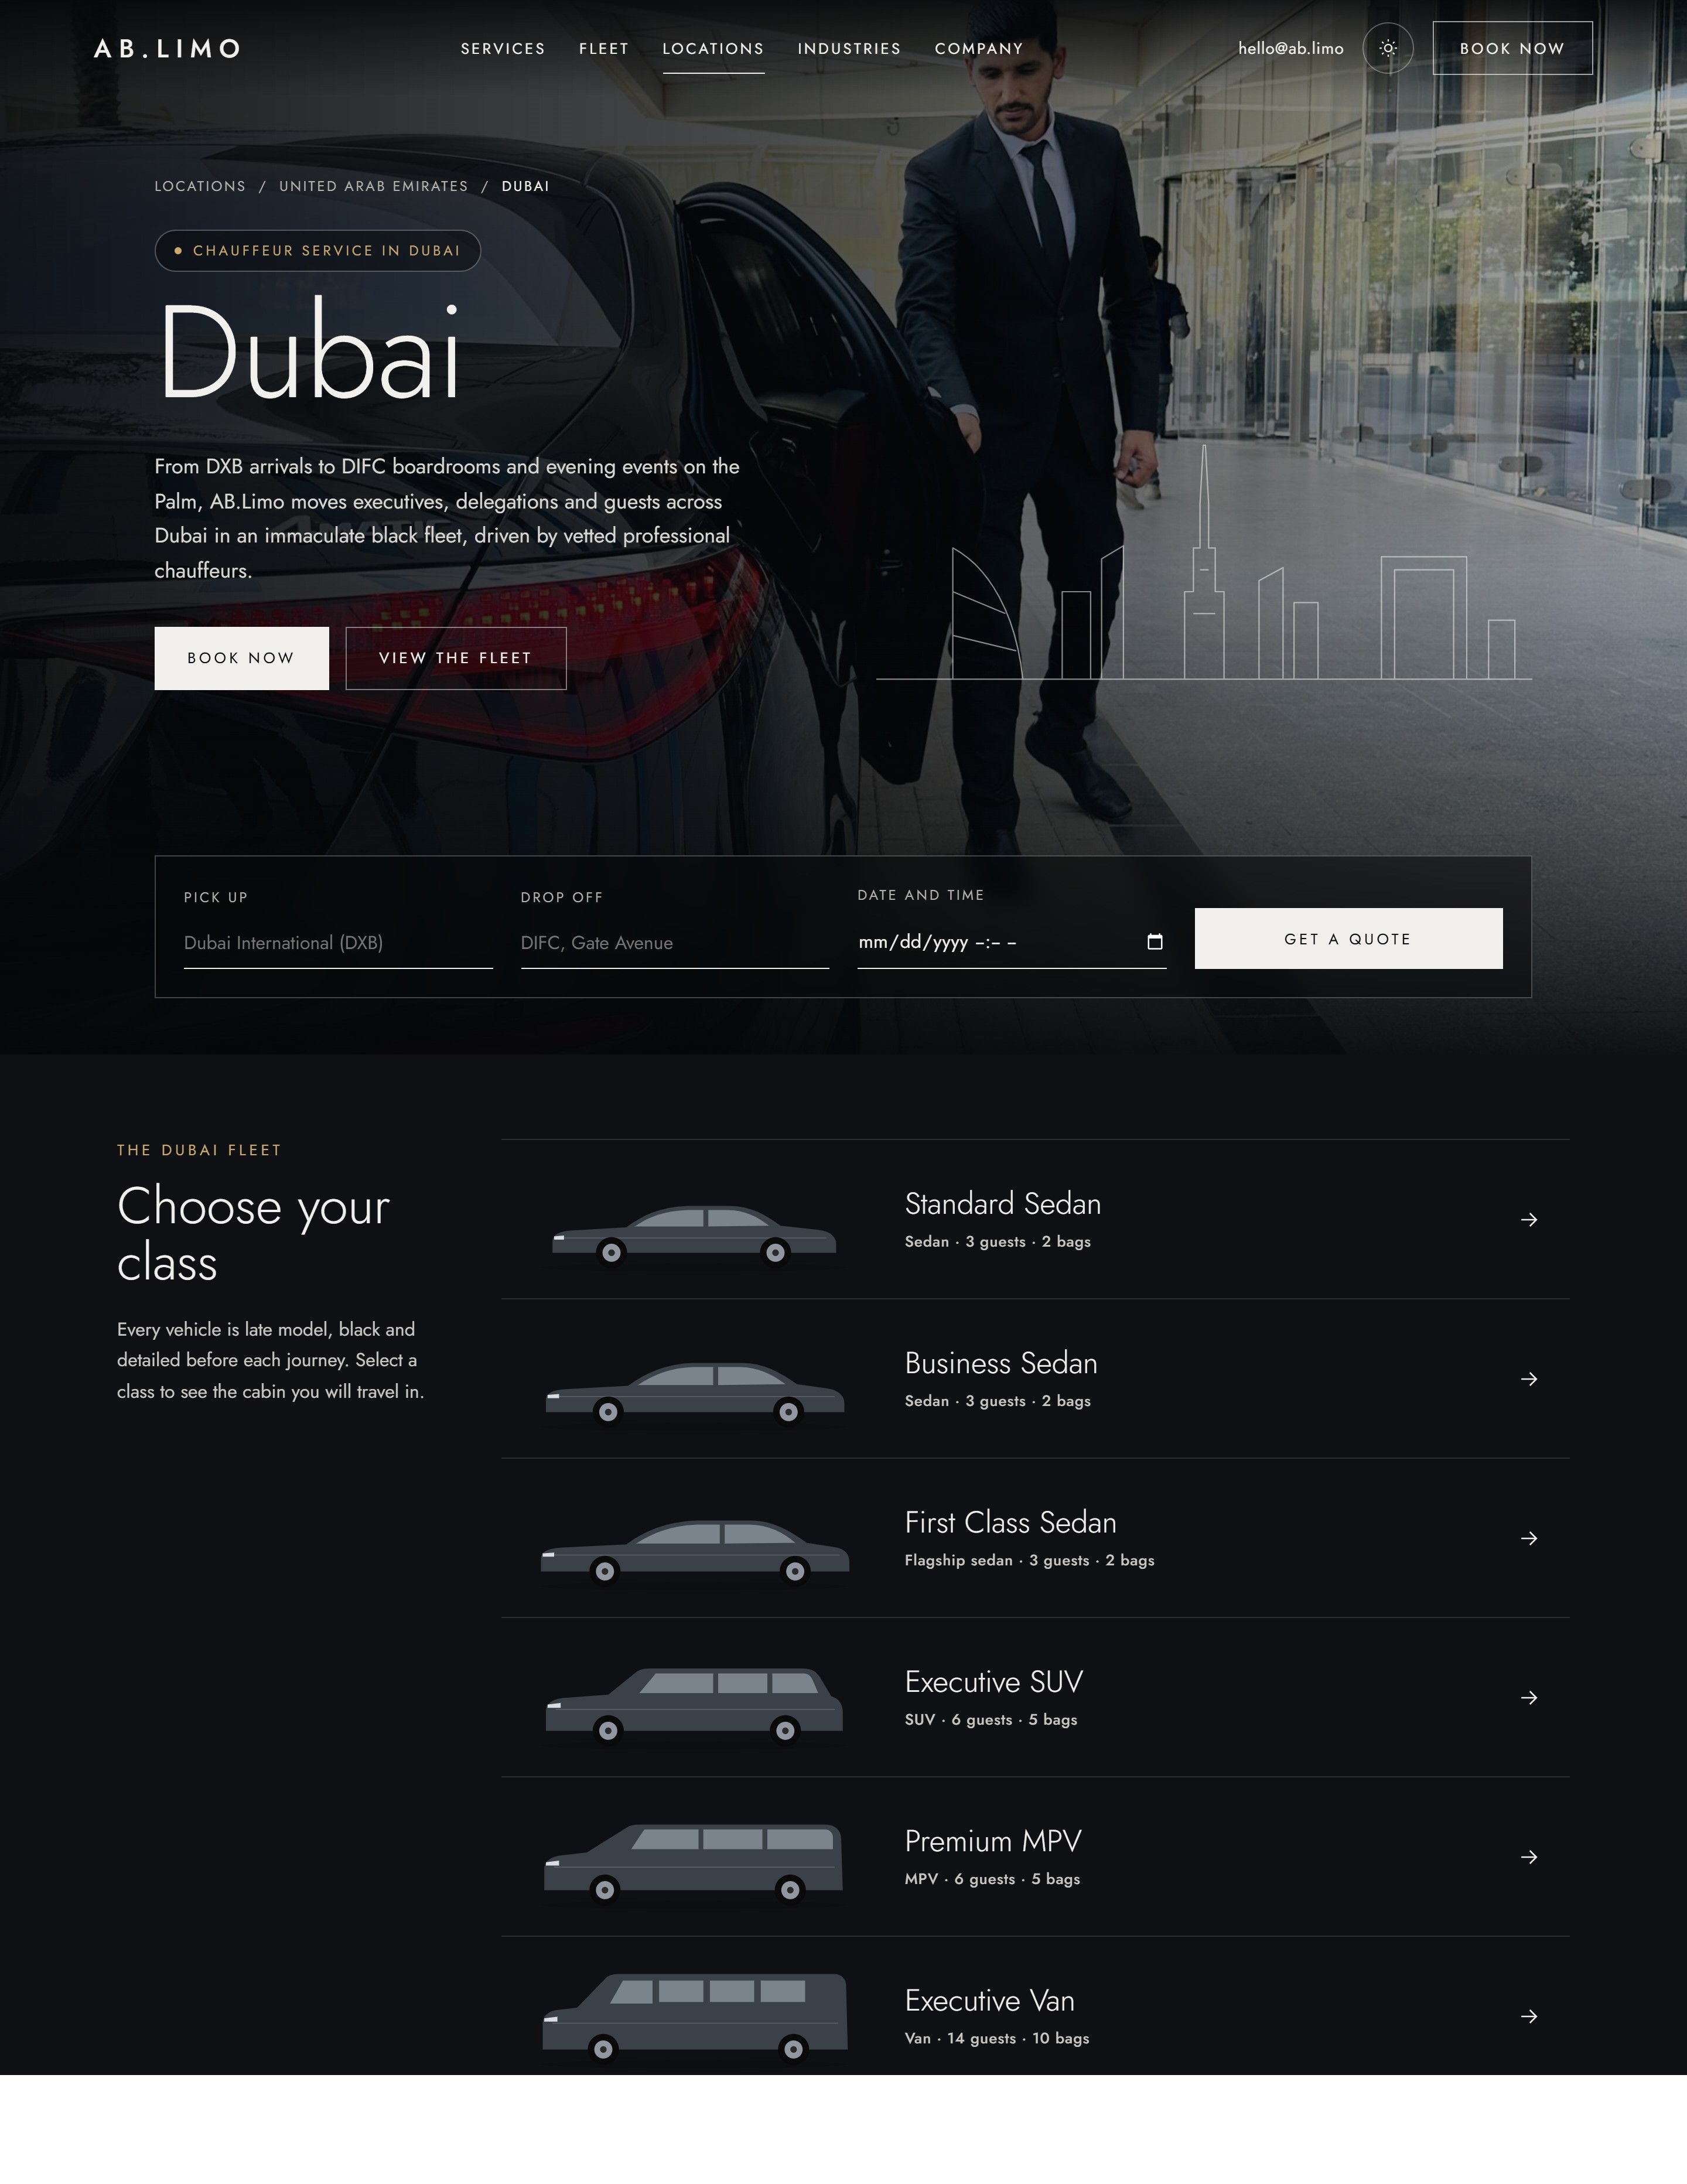 AB.LIMO
SERVICES FLEET LOCATIONS INDUSTRIES COMPANY
hello@ab.limo
BOOK NOW
LOCATIONS / UNITED ARAB EMIRATES / DUBAI
CHAUFFEUR SERVICE IN DUBAI
Dubai
From DXB arrivals to DIFC boardrooms and evening events on the
Palm, AB.Limo moves executives, delegations and guests across
Dubai in an immaculate black fleet, driven by vetted professional
chauffeurs.
BOOK NOW
VIEW THE FLEET
PICK UP
Dubai International (DXB)
DROP OFF
DIFC, Gate Avenue
DATE AND TIME
mm/dd/yyyy –:– –
GET A QUOTE
THE DUBAI FLEET
Choose your
class
Every vehicle is late model, black and
detailed before each journey. Select a
class to see the cabin you will travel in.
Standard Sedan
Sedan · 3 guests · 2 bags
Business Sedan
Sedan · 3 guests · 2 bags
First Class Sedan
Flagship sedan · 3 guests · 2 bags
Executive SUV
SUV · 6 guests · 5 bags
Premium MPV
MPV · 6 guests · 5 bags
Executive Van
Van · 14 guests · 10 bags